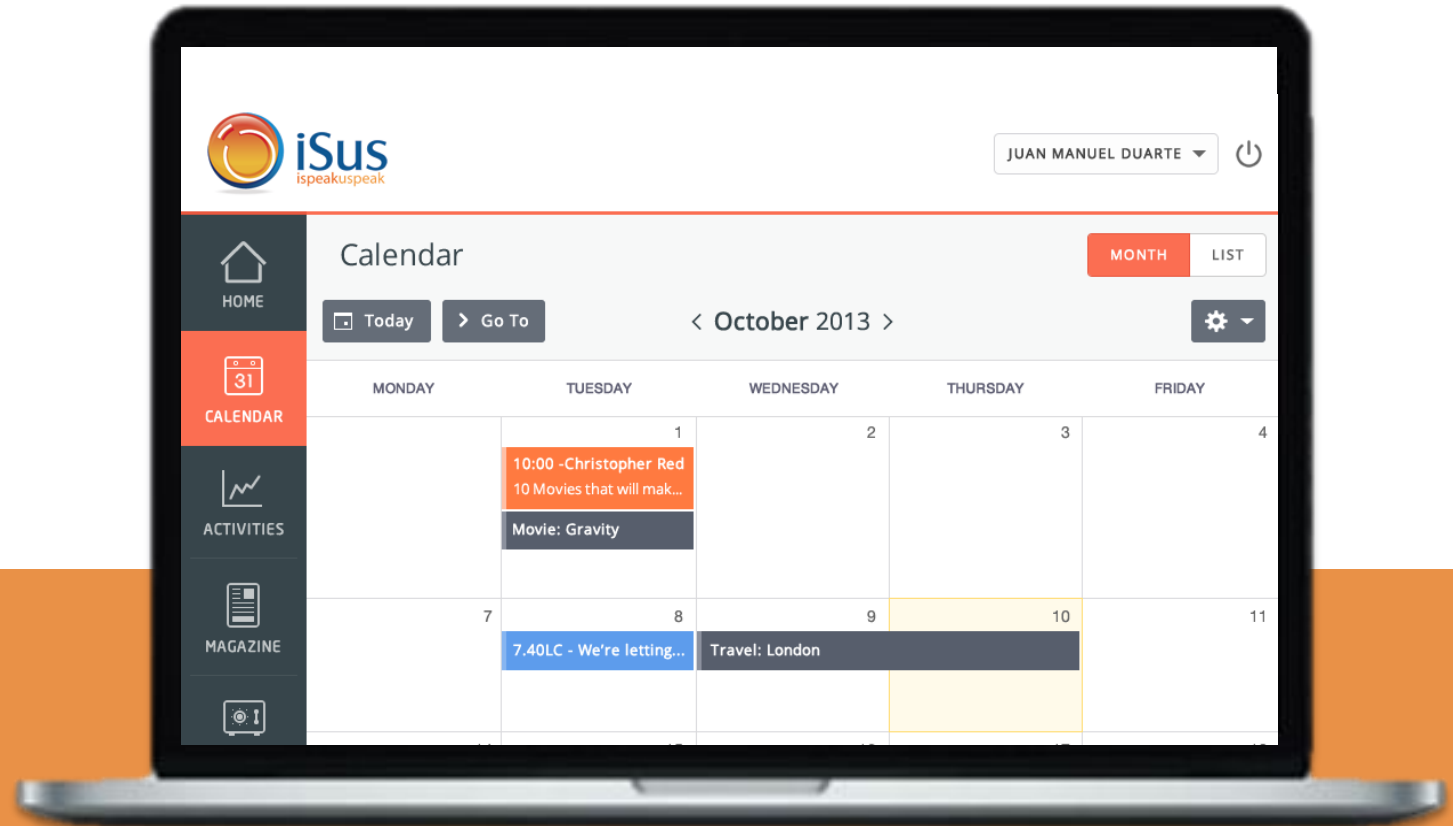 iSus
ispeakuspeak
JUAN MANUEL DUARTE
HOME
Calendar
MONTH LIST
Today Go To < October 2013 >
31
CALENDAR
MONDAY TUESDAY WEDNESDAY THURSDAY FRIDAY
1 2 3 4
10:00 -Christopher Red
10 Movies that will mak...
Movie: Gravity
ACTIVITIES
7 8 9 10 11
7.40LC - We're letting... Travel: London
MAGAZINE